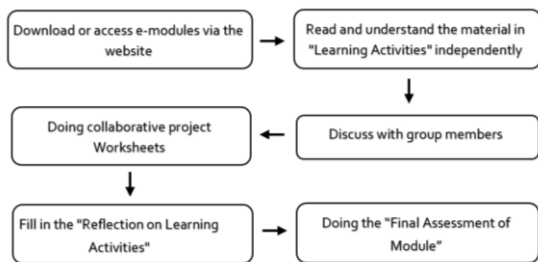 Download or access e-modules via the
website
Read and understand the material in
"Learning Activities" independently
Discuss with group members
Doing collaborative project
Worksheets
Fill in the "Reflection on Learning
Activities"
Doing the “Final Assessment of
Module”